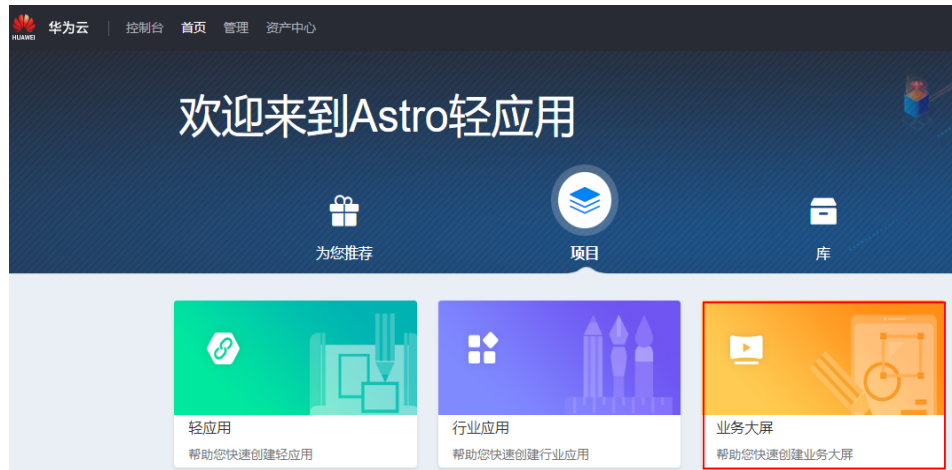 HUAWEI 华为云 控制台 首页 管理 资产中心
欢迎来到Astro轻应用
为您推荐 项目 库
轻应用 行业应用 业务大屏
帮助您快速创建轻应用 帮助您快速创建行业应用 帮助您快速创建业务大屏